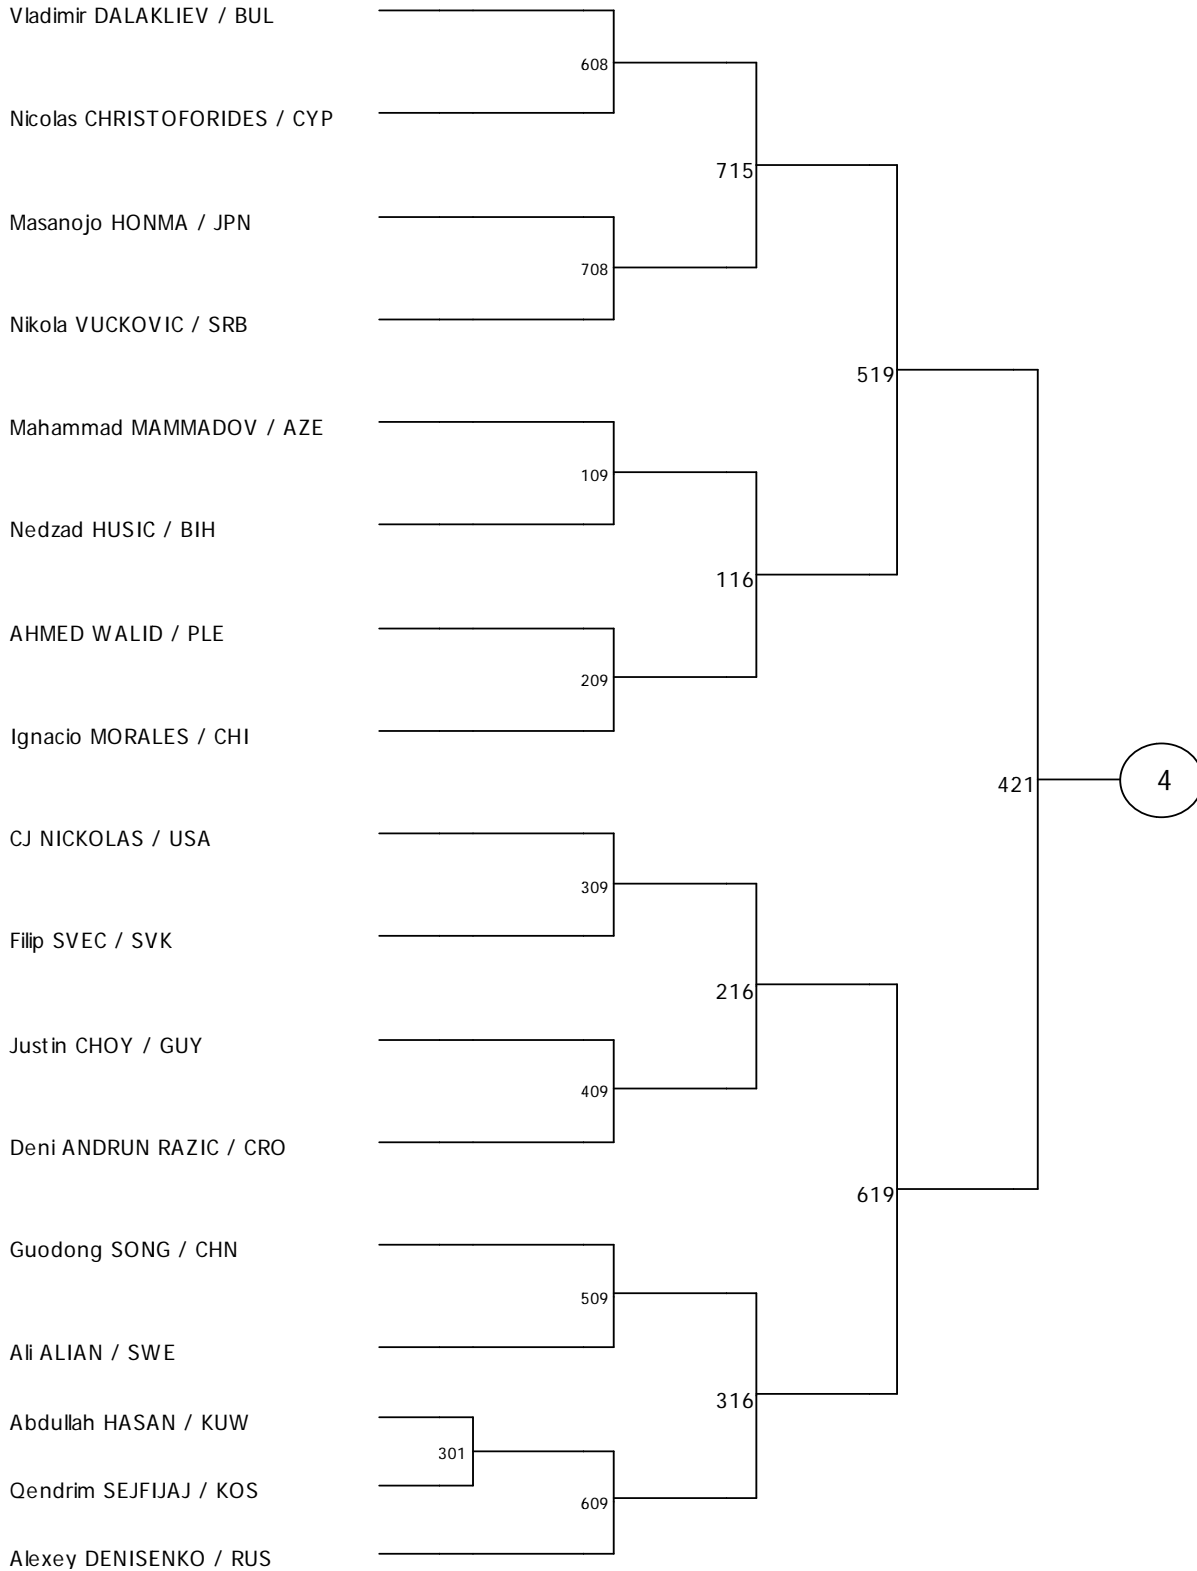 Vladimir DALAKLIEV / BUL
608
Nicolas CHRISTOFORIDES / CYP
715
Masanojo HONMA / JPN
708
Nikola VUCKOVIC / SRB
519
Mahammad MAMMADOV / AZE
109
Nedzad HUSIC / BIH
116
AHMED WALID / PLE
209
Ignacio MORALES / CHI
421
4
CJ NICKOLAS / USA
309
Filip SVEC / SVK
216
Justin CHOY / GUY
409
Deni ANDRUN RAZIC / CRO
619
Guodong SONG / CHN
509
Ali ALIAN / SWE
316
Abdullah HASAN / KUW
301
Qendrim SEJFIJAJ / KOS
609
Alexey DENISENKO / RUS